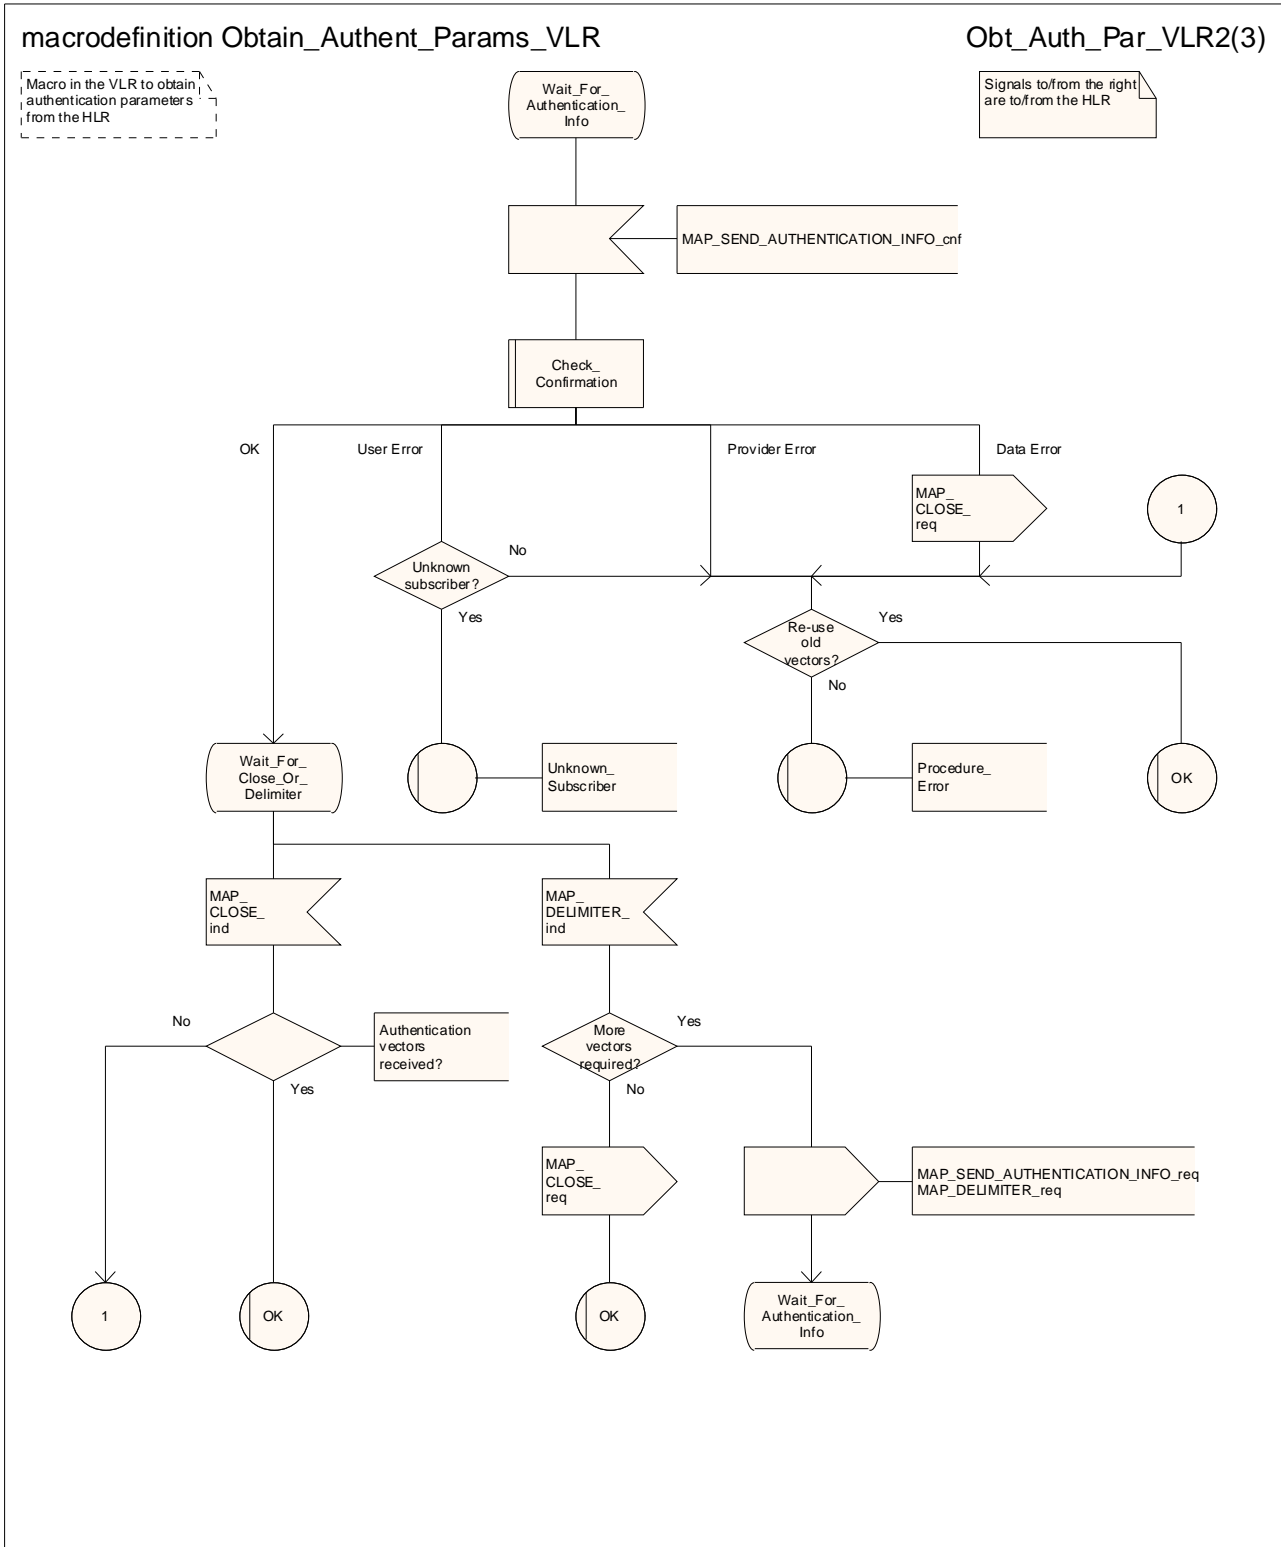 macrodefinition Obtain_Authent_Params_VLR
Obt_Auth_Par_VLR2(3)
Macro in the VLR to obtain
authentication parameters
from the HLR
Wait_For_
Authentication_
Info
Signals to/from the right
are to/from the HLR
MAP_SEND_AUTHENTICATION_INFO_cnf
Check_
Confirmation
OK
User Error
Provider Error
Data Error
MAP_
CLOSE_
req
1
Unknown
subscriber?
No
Yes
Re-use
old
vectors?
Yes
No
Wait_For_
Close_Or_
Delimiter
Unknown_
Subscriber
Procedure_
Error
OK
MAP_
CLOSE_
ind
MAP_
DELIMITER_
ind
No
Authentication
vectors
received?
Yes
More
vectors
required?
Yes
No
MAP_
CLOSE_
req
MAP_SEND_AUTHENTICATION_INFO_req
MAP_DELIMITER_req
1
OK
OK
Wait_For_
Authentication_
Info